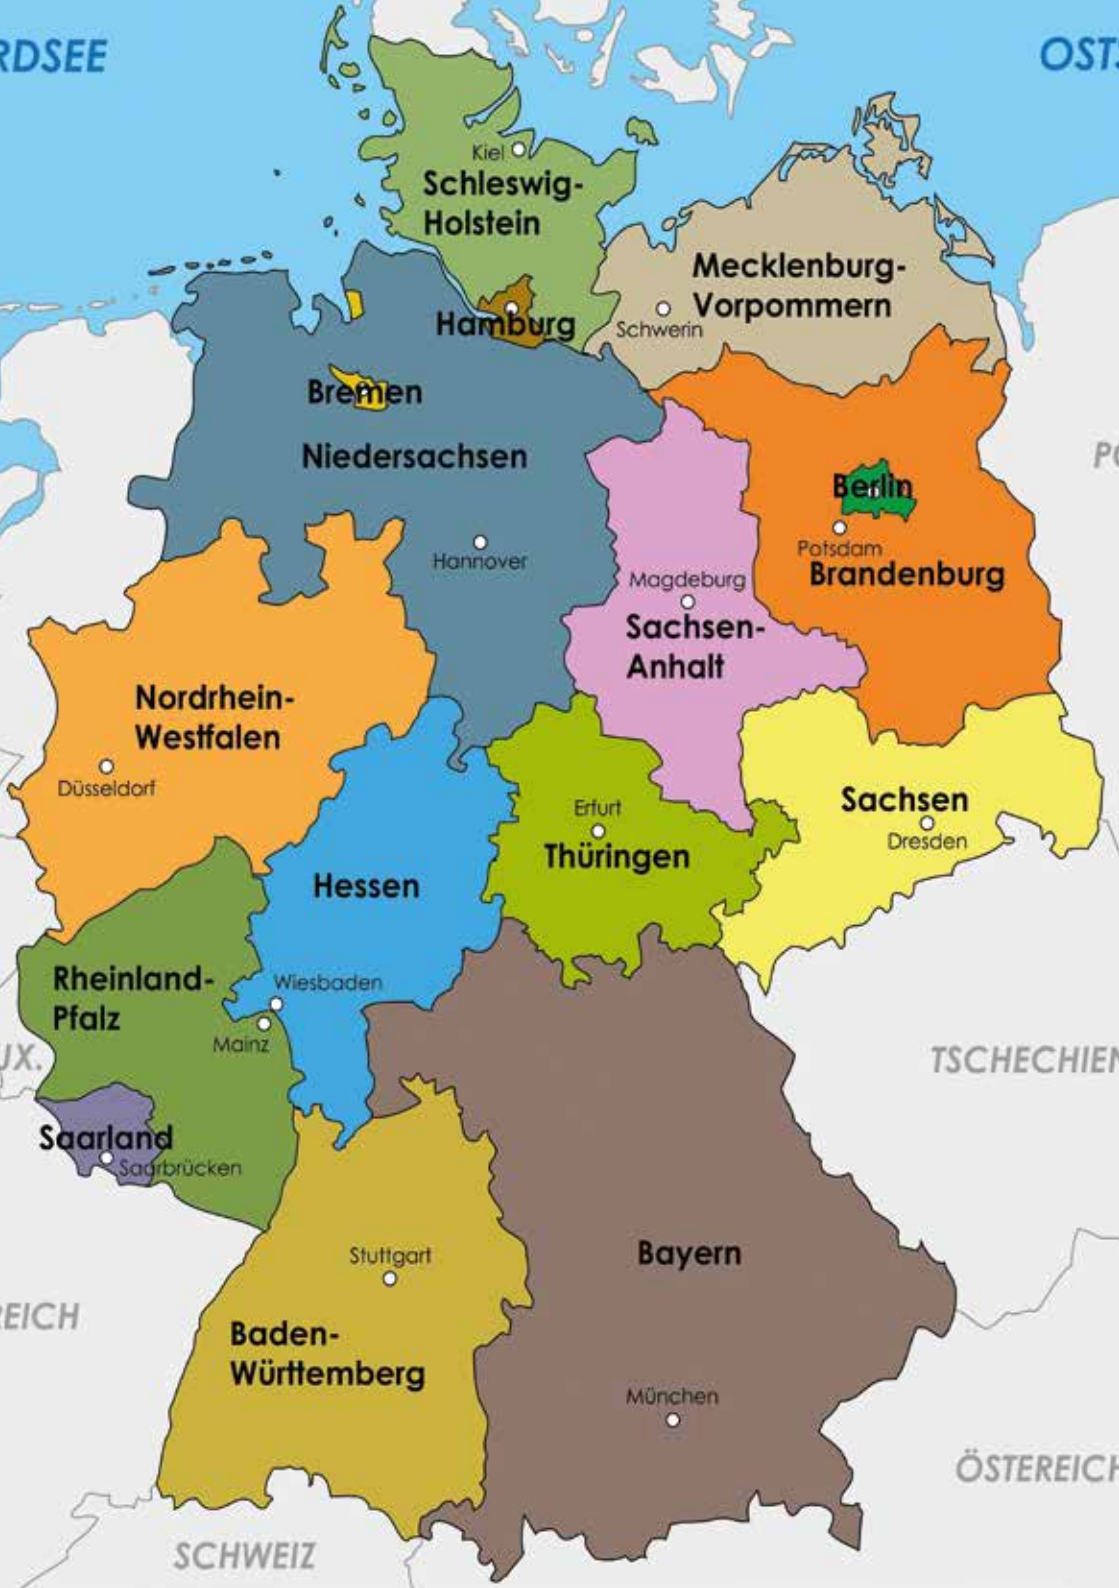 RDSEE
OSTS
Kiel
Schleswig-
Holstein
Mecklenburg-
Vorpommern
Schwerin
Hamburg
Bremen
Niedersachsen
Hannover
PO
Berlin
Potsdam
Brandenburg
Magdeburg
Sachsen-
Anhalt
Nordrhein-
Westfalen
Düsseldorf
Sachsen
Dresden
Erfurt
Thüringen
Hessen
Rheinland-
Pfalz
Wiesbaden
Mainz
UX.
TSCHECHIEN
Saarland
Saarbrücken
Stuttgart
Bayern
REICH
Baden-
Württemberg
München
ÖSTEREICH
SCHWEIZ